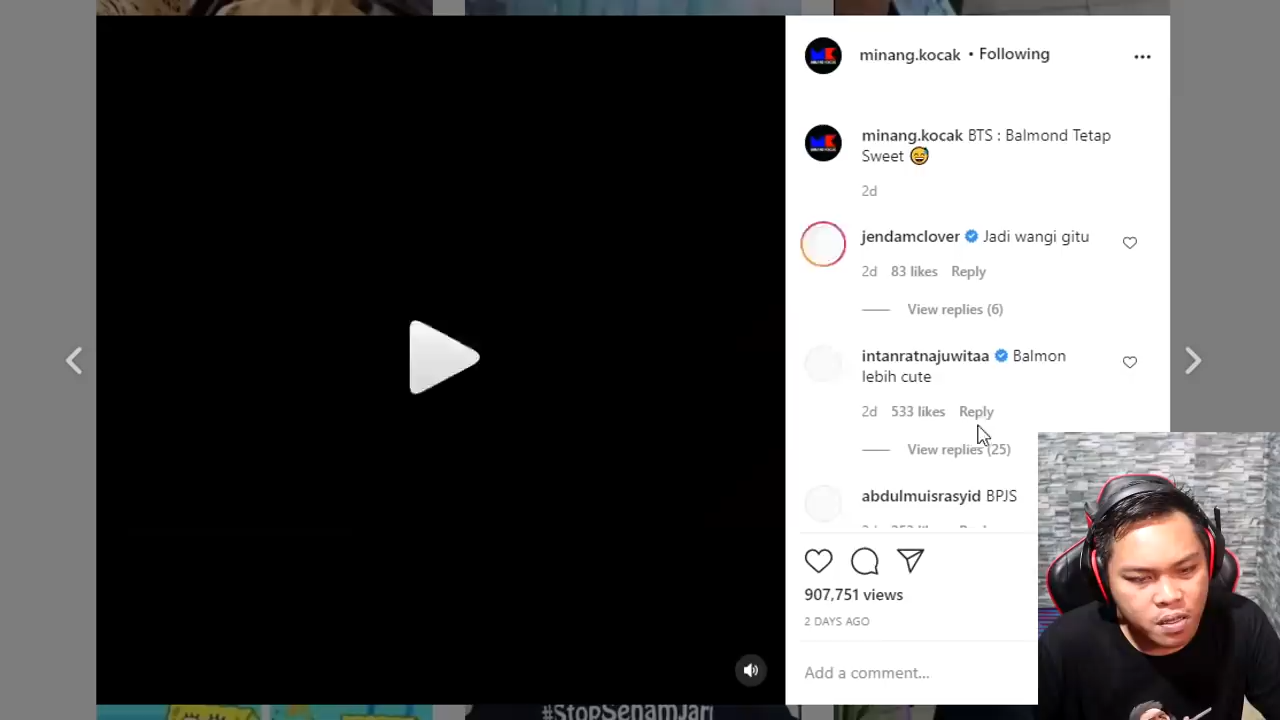 minang.kocak • Following
minang.kocak BTS : Balmond Tetap
Sweet 😅
2d
jendamclover Jadi wangi gitu
2d 83 likes Reply
View replies (6)
intanratnajuwitaa Balmon
lebih cute
2d 533 likes Reply
View replies (25)
abdulmuisrasyid BPJS
907,751 views
2 DAYS AGO
Add a comment...
#StopSenamJari